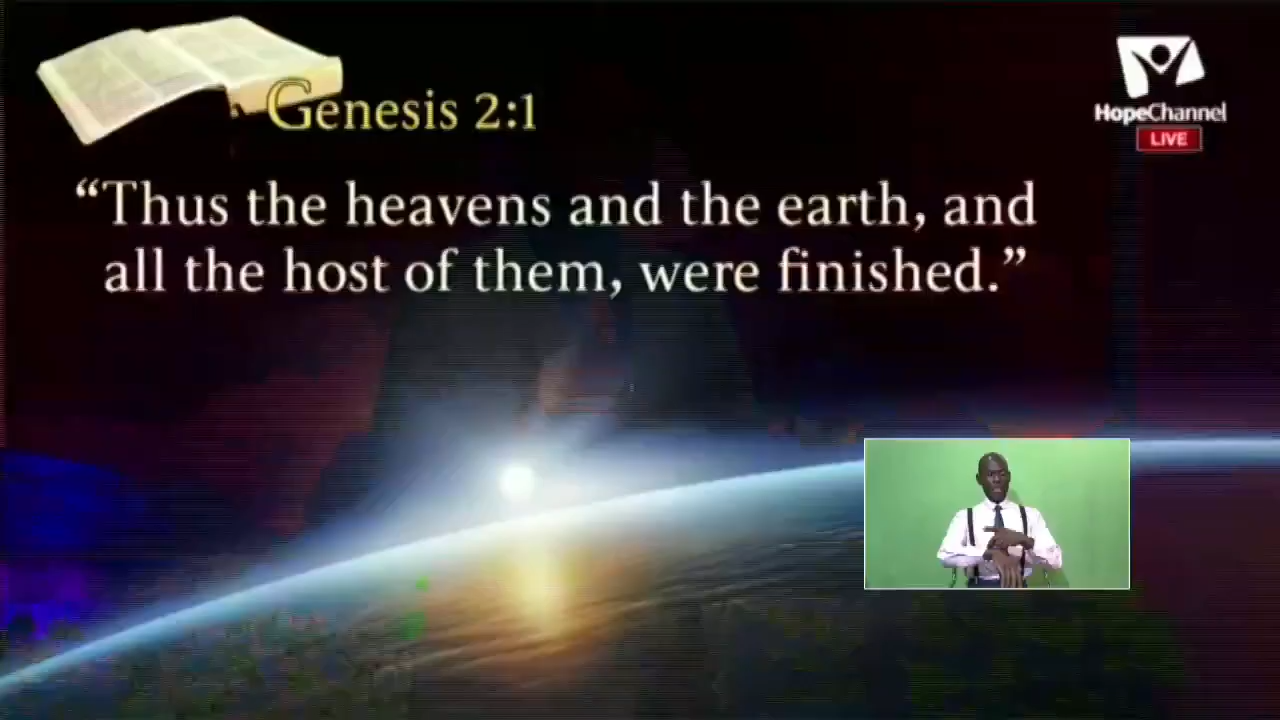 Genesis 2:1
HopeChannel
LIVE
“Thus the heavens and the earth, and
all the host of them, were finished.”